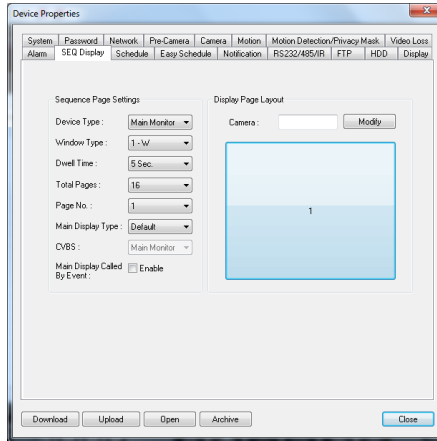 Device Properties
System Password Network Pre-Camera Camera Motion Motion Detection/Privacy Mask Video Loss
Alarm SEQ Display Schedule Easy Schedule Notification RS232/485/IR FTP HDD Display
Sequence Page Settings
Device Type : Main Monitor
Window Type : 1 - W
Dwell Time : 5 Sec.
Total Pages : 16
Page No. : 1
Main Display Type : Default
CVBS : Main Monitor
Main Display Called
By Event : Enable
Display Page Layout
Camera : Modify
1
Download Upload Open Archive Close